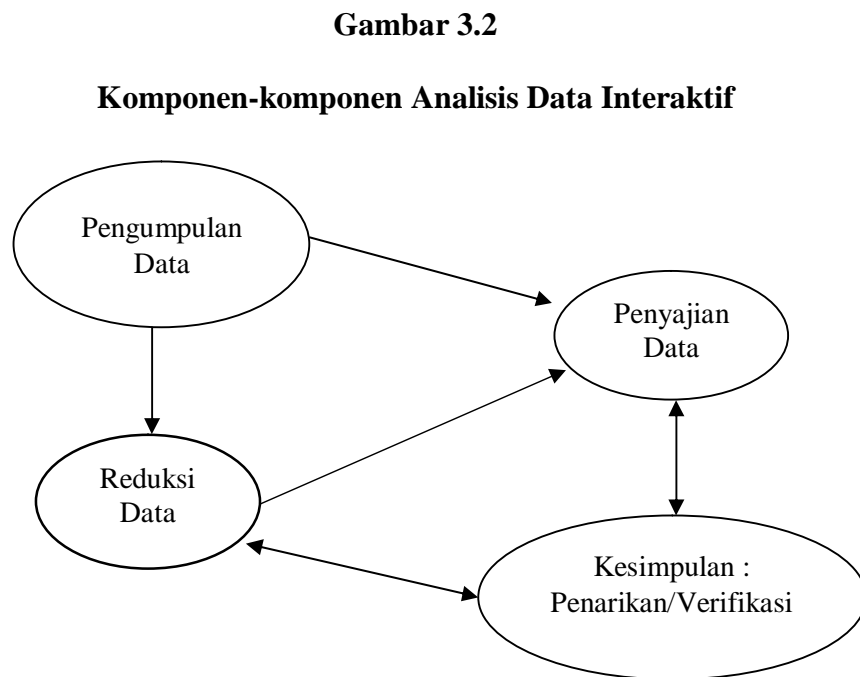 Gambar 3.2
Komponen-komponen Analisis Data Interaktif
Pengumpulan
Data
Penyajian
Data
Reduksi
Data
Kesimpulan :
Penarikan/Verifikasi